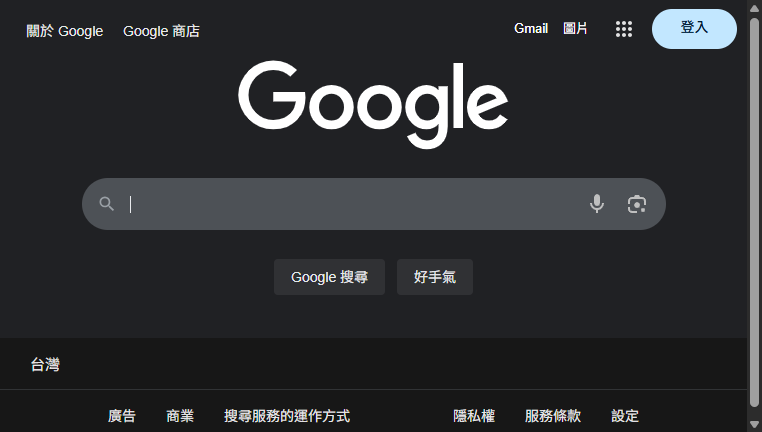 關於 Google Google 商店 Gmail 圖片 登入
Google
Google 搜尋 好手氣
台灣
廣告 商業 搜尋服務的運作方式 隱私權 服務條款 設定